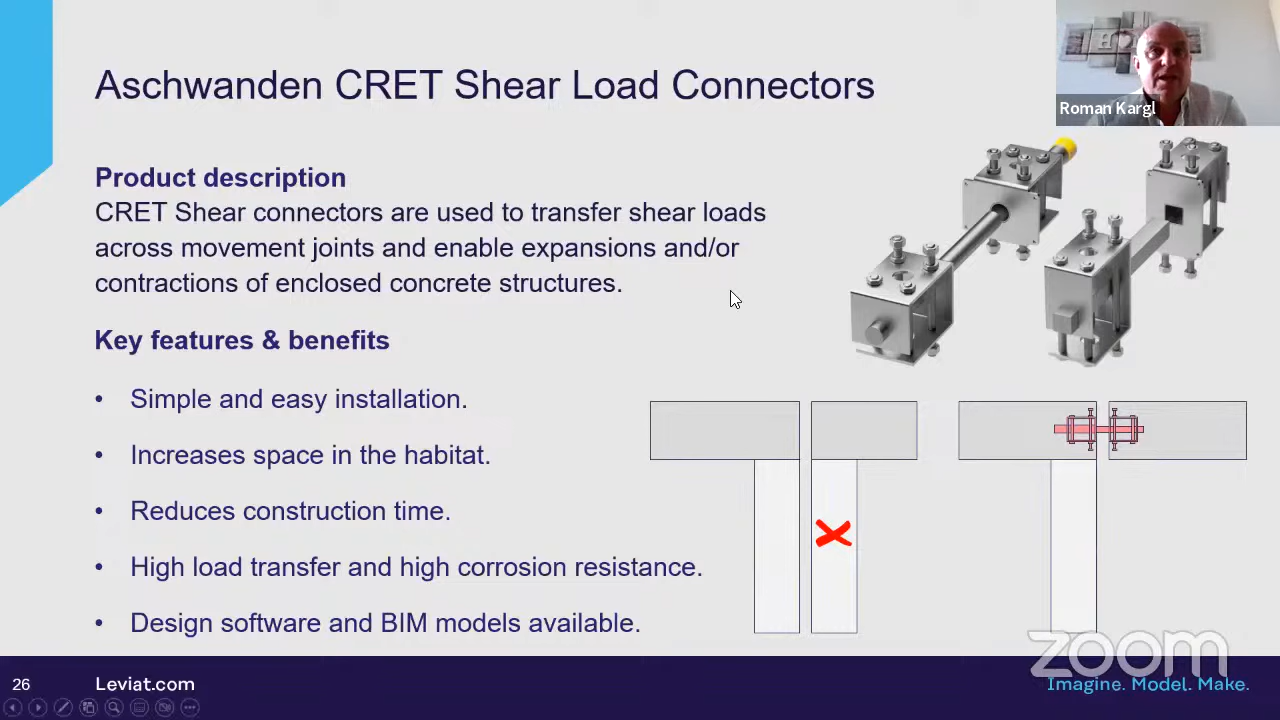 Aschwanden CRET Shear Load Connectors
Roman Kargl
Product description
CRET Shear connectors are used to transfer shear loads
across movement joints and enable expansions and/or
contractions of enclosed concrete structures.
Key features & benefits
• Simple and easy installation.
• Increases space in the habitat.
• Reduces construction time.
• High load transfer and high corrosion resistance.
• Design software and BIM models available.
zoom
26
Leviat.com
Imagine. Model. Make.